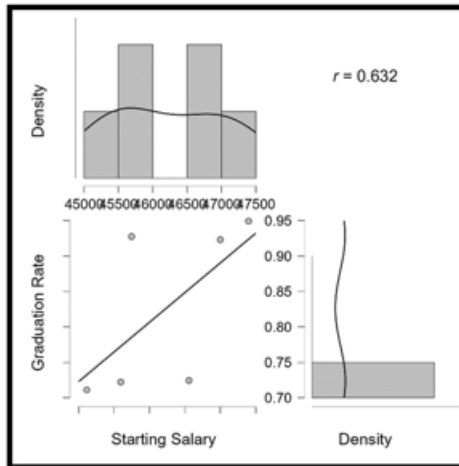 Density
r = 0.632
45000 45500 46000 46500 47000 47500
Graduation Rate
0.95
0.90
0.85
0.80
0.75
0.70
Starting Salary
Density